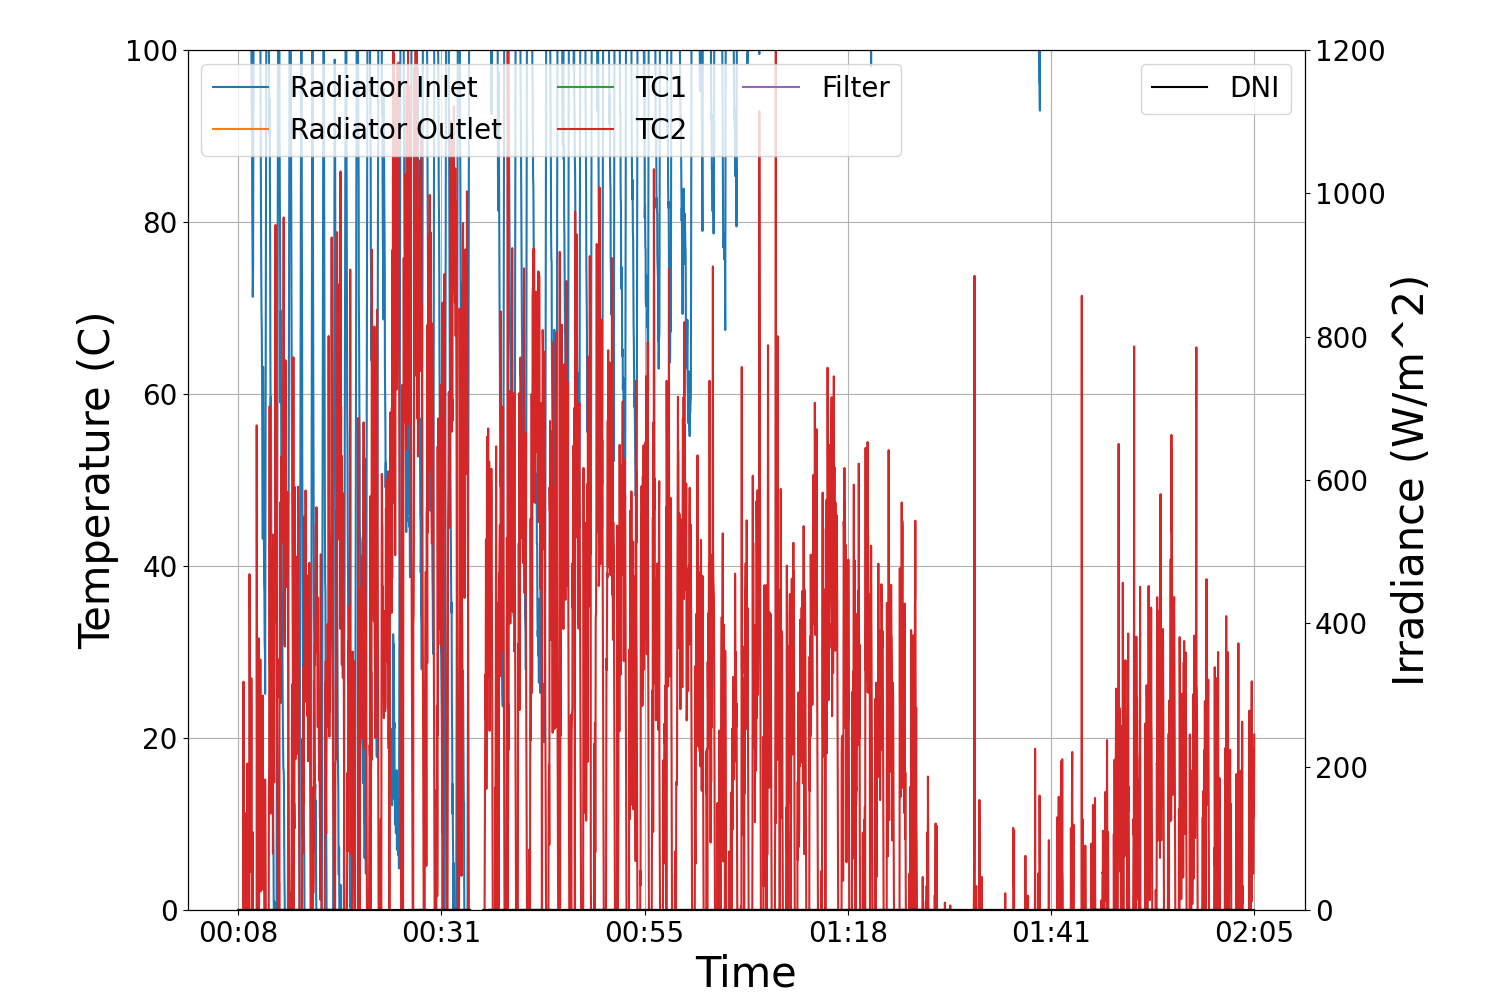 100
80
60
40
20
0
Temperature (C)
Radiator Inlet
Radiator Outlet
TC1
TC2
Filter
DNI
1200
1000
800
600
400
200
0
Irradiance (W/m^2)
00:08
00:31
00:55
01:18
01:41
02:05
Time